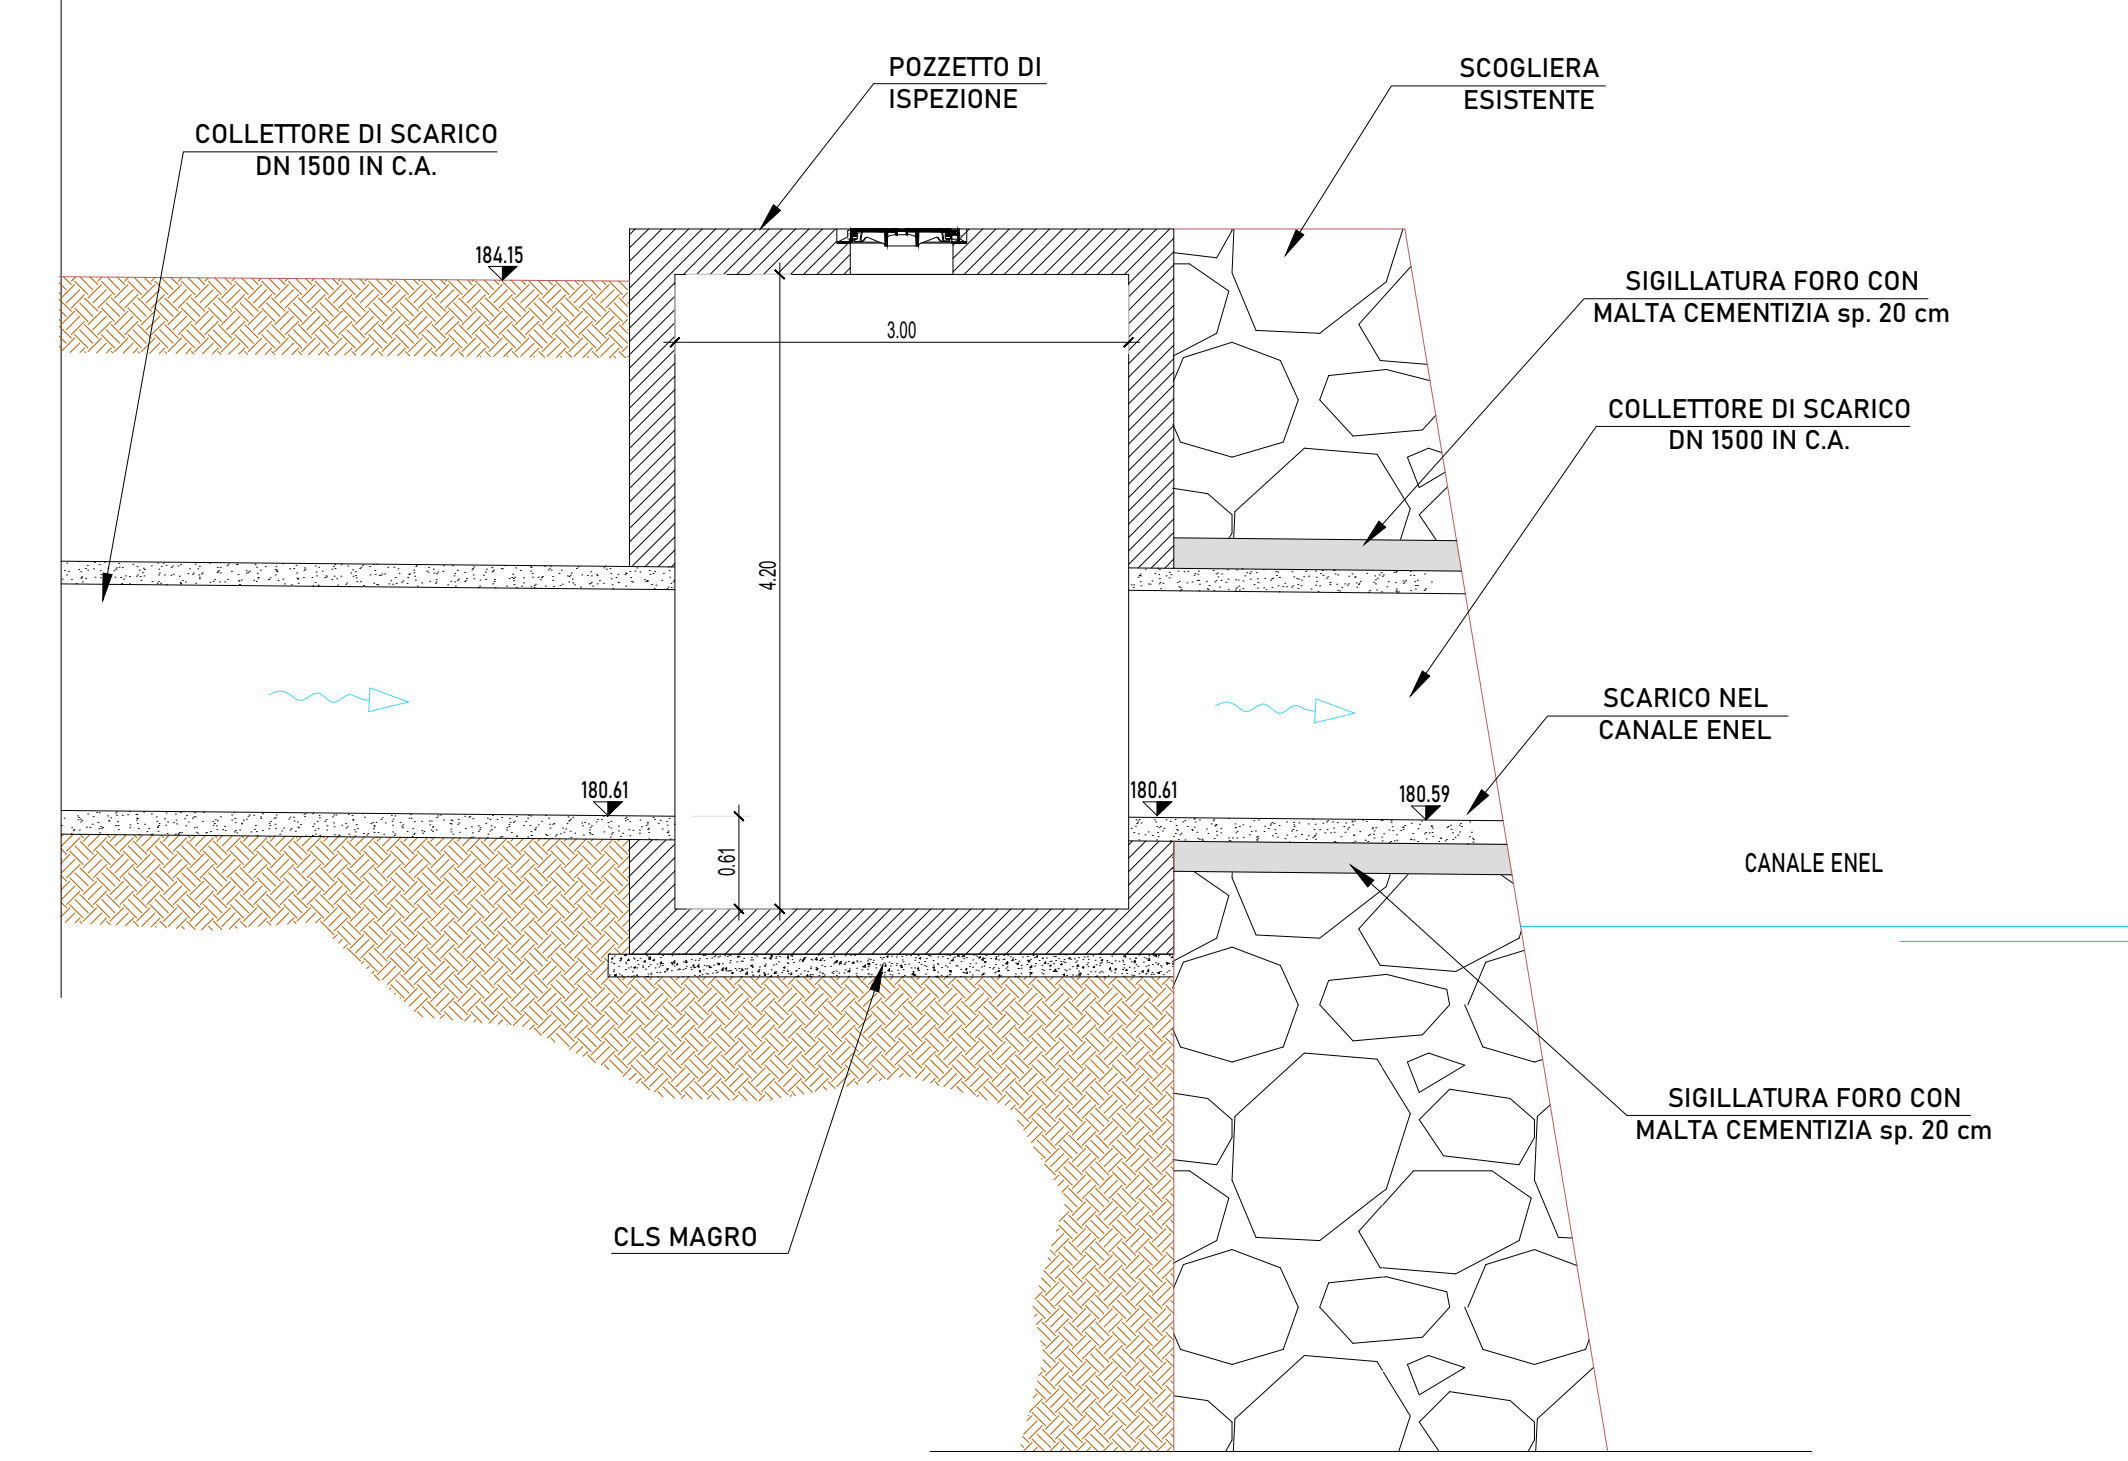 POZZETTO DI
ISPEZIONE
SCOGLIERA
ESISTENTE
COLLETTORE DI SCARICO
DN 1500 IN C.A.
184.15
SIGILLATURA FORO CON
MALTA CEMENTIZIA sp. 20 cm
3.00
COLLETTORE DI SCARICO
DN 1500 IN C.A.
4.20
SCARICO NEL
CANALE ENEL
180.61
180.61
180.59
0.61
CANALE ENEL
SIGILLATURA FORO CON
MALTA CEMENTIZIA sp. 20 cm
CLS MAGRO